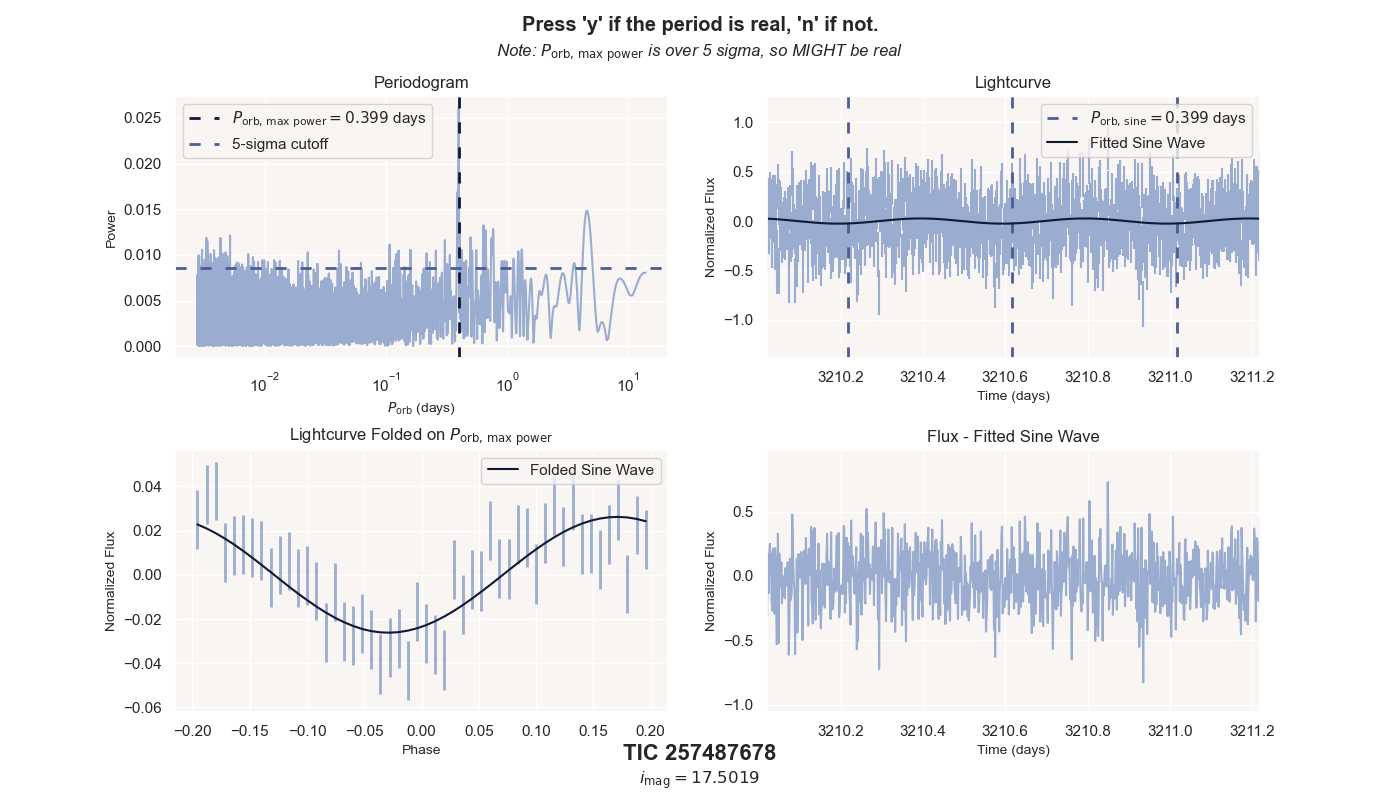 Press 'y' if the period is real, 'n' if not.
Note: P_orb, max power is over 5 sigma, so MIGHT be real
Periodogram
P_orb, max power = 0.399 days
5-sigma cutoff
0.025
0.020
0.015
0.010
0.005
0.000
Power
10^−2
10^−1
10^0
10^1
P_orb (days)
Lightcurve
P_orb, sine = 0.399 days
Fitted Sine Wave
1.0
0.5
0.0
−0.5
−1.0
Normalized Flux
3210.2
3210.4
3210.6
3210.8
3211.0
3211.2
Time (days)
Lightcurve Folded on P_orb, max power
Folded Sine Wave
0.04
0.02
0.00
−0.02
−0.04
−0.06
Normalized Flux
−0.20
−0.15
−0.10
−0.05
0.00
0.05
0.10
0.15
0.20
Phase
Flux - Fitted Sine Wave
0.5
0.0
−0.5
−1.0
Normalized Flux
3210.2
3210.4
3210.6
3210.8
3211.0
3211.2
Time (days)
TIC 257487678
i_mag = 17.5019